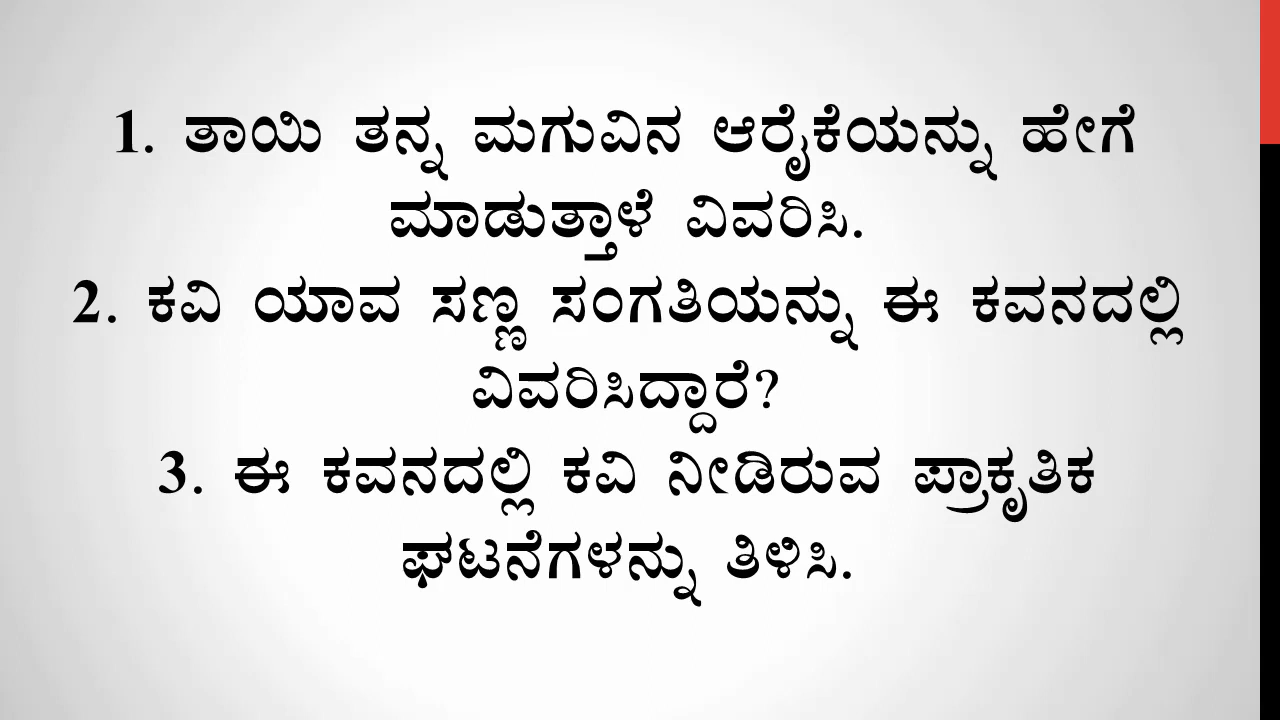 1. ತಾಯಿ ತನ್ನ ಮಗುವಿನ ಆರೈಕೆಯನ್ನು ಹೇಗೆ
ಮಾಡುತ್ತಾಳೆ ವಿವರಿಸಿ.
2. ಕವಿ ಯಾವ ಸಣ್ಣ ಸಂಗತಿಯನ್ನು ಈ ಕವನದಲ್ಲಿ
ವಿವರಿಸಿದ್ದಾರೆ?
3. ಈ ಕವನದಲ್ಲಿ ಕವಿ ನೀಡಿರುವ ಪ್ರಾಕೃತಿಕ
ಘಟನೆಗಳನ್ನು ತಿಳಿಸಿ.